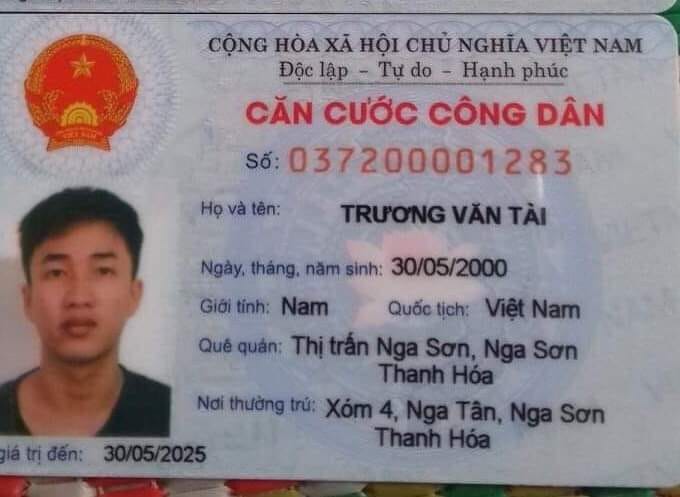 CỘNG HÒA XÃ HỘI CHỦ NGHĨA VIỆT NAM
Độc lập – Tự do – Hạnh phúc
CĂN CƯỚC CÔNG DÂN
Số: 037200001283
Họ và tên: TRƯƠNG VĂN TÀI
Ngày, tháng, năm sinh: 30/05/2000
Giới tính: Nam Quốc tịch: Việt Nam
Quê quán: Thị trấn Nga Sơn, Nga Sơn
Thanh Hóa
Nơi thường trú: Xóm 4, Nga Tân, Nga Sơn
Thanh Hóa
giá trị đến: 30/05/2025